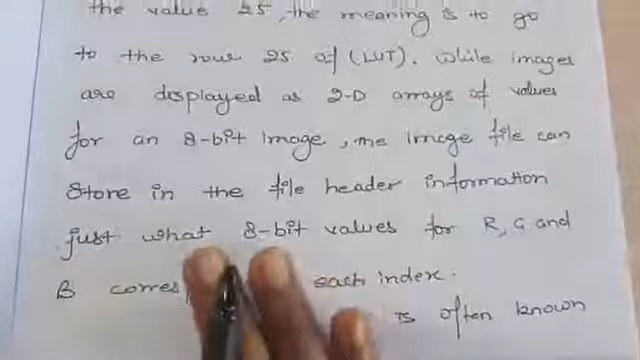 the value 25, the meaning is to go
to the row 25 of (LUT). While images
are displayed as 2-D arrays of values
for an 8-bit image, the image file can
store in the file header information
just what 8-bit values for R, G and
B corres each index.
is often known